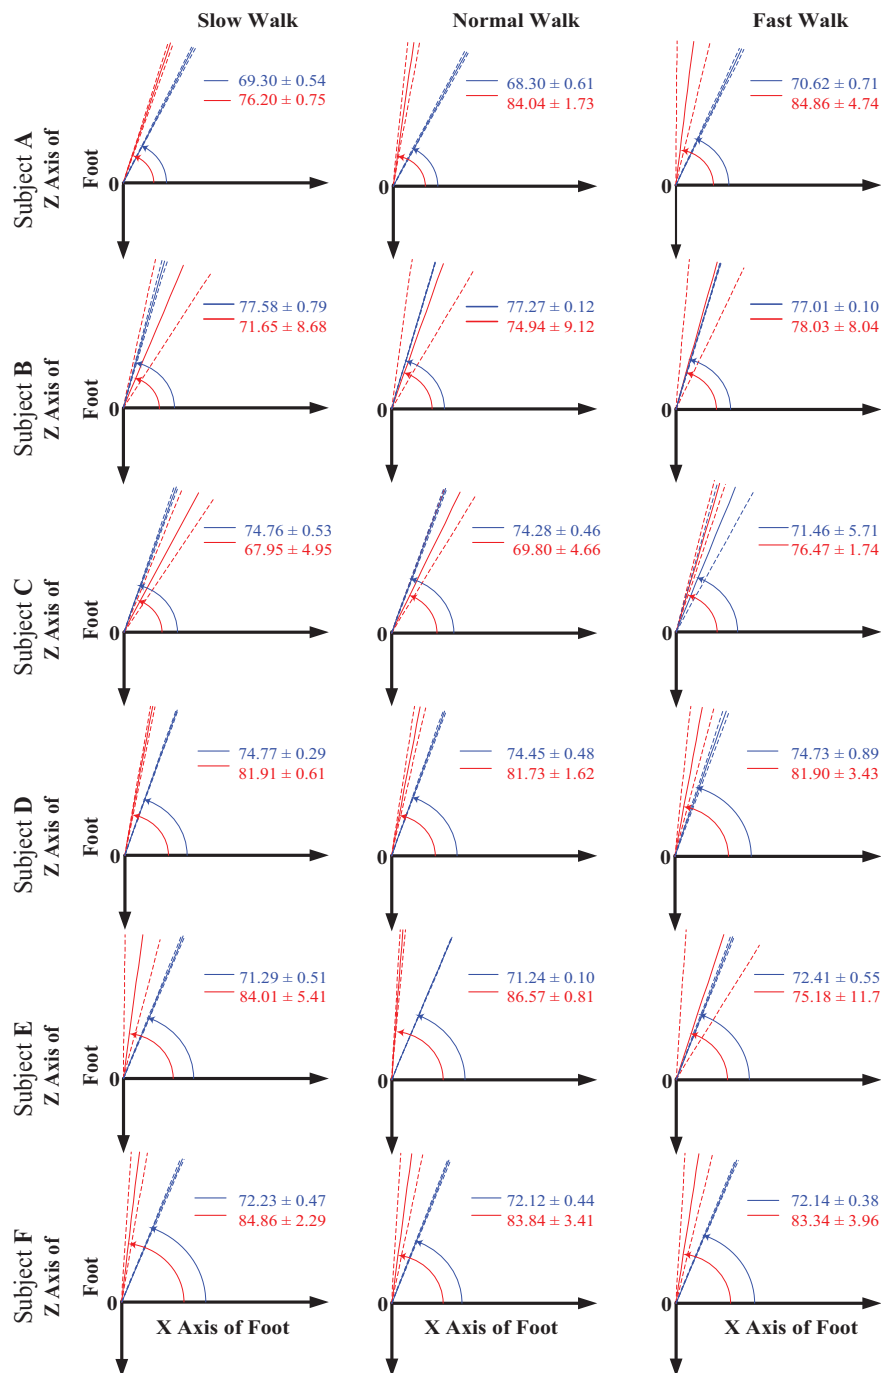 Slow Walk
Normal Walk
Fast Walk
Subject A
Z Axis of
Foot
69.30 ± 0.54
76.20 ± 0.75
0
68.30 ± 0.61
84.04 ± 1.73
0
70.62 ± 0.71
84.86 ± 4.74
0
Subject B
Z Axis of
Foot
77.58 ± 0.79
71.65 ± 8.68
0
77.27 ± 0.12
74.94 ± 9.12
0
77.01 ± 0.10
78.03 ± 8.04
0
Subject C
Z Axis of
Foot
74.76 ± 0.53
67.95 ± 4.95
0
74.28 ± 0.46
69.80 ± 4.66
0
71.46 ± 5.71
76.47 ± 1.74
0
Subject D
Z Axis of
Foot
74.77 ± 0.29
81.91 ± 0.61
0
74.45 ± 0.48
81.73 ± 1.62
0
74.73 ± 0.89
81.90 ± 3.43
0
Subject E
Z Axis of
Foot
71.29 ± 0.51
84.01 ± 5.41
0
71.24 ± 0.10
86.57 ± 0.81
0
72.41 ± 0.55
75.18 ± 11.7
0
Subject F
Z Axis of
Foot
72.23 ± 0.47
84.86 ± 2.29
0
72.12 ± 0.44
83.84 ± 3.41
0
72.14 ± 0.38
83.34 ± 3.96
0
X Axis of Foot
X Axis of Foot
X Axis of Foot